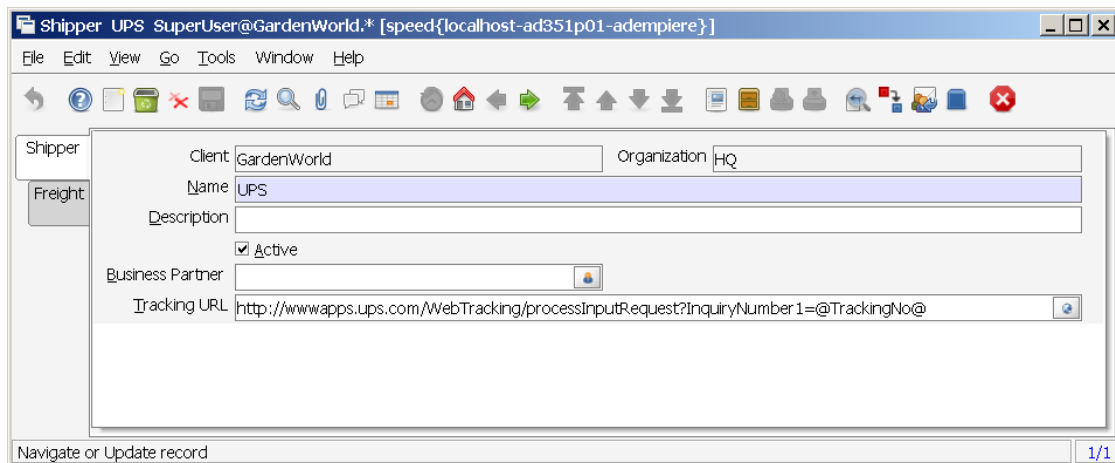 Shipper UPS SuperUser@GardenWorld.* [speed{localhost-ad351p01-adempiere}]
File Edit View Go Tools Window Help
Shipper
Freight
Client GardenWorld Organization HQ
Name UPS
Description
Active
Business Partner
Tracking URL http://wwwapps.ups.com/WebTracking/processInputRequest?InquiryNumber1=@TrackingNo@
Navigate or Update record 1/1